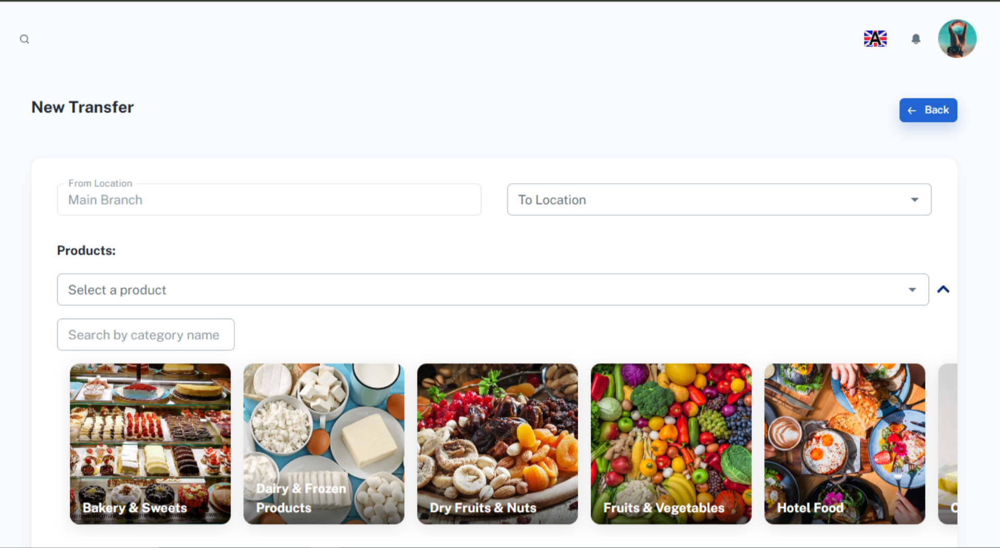 A
New Transfer
Back
From Location
Main Branch
To Location
Products:
Select a product
Search by category name
Bakery & Sweets
Dairy & Frozen
Products
Dry Fruits & Nuts
Fruits & Vegetables
Hotel Food